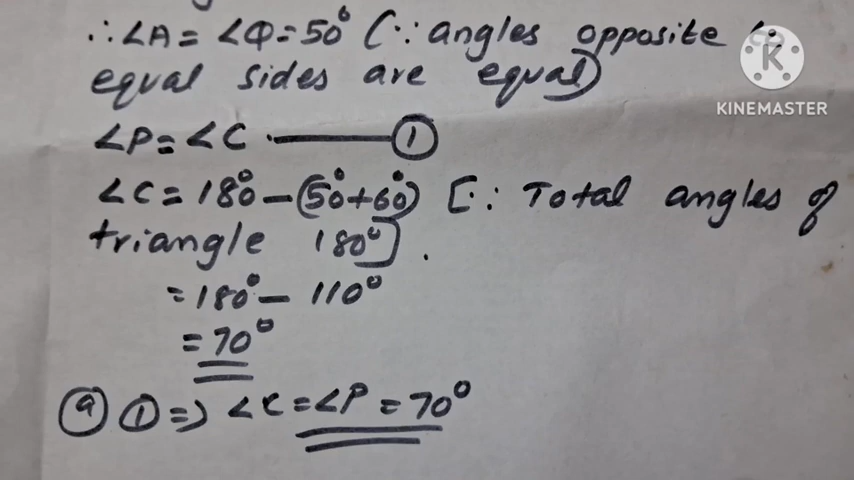 ∴∠A = ∠Q = 50° (∵ angles opposite
equal sides are equal)
∠P = ∠C ——— ①
∠C = 180° – (50° + 60°) [∵ Total angles of
triangle 180°].
= 180° – 110°
= 70°
ⓐ ① => ∠C = ∠P = 70°
K
KINEMASTER